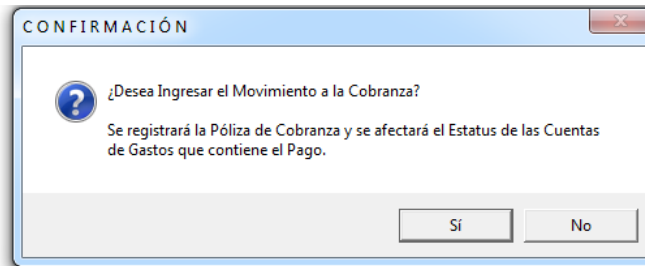 CONFIRMACIÓN
¿Desea Ingresar el Movimiento a la Cobranza?
Se registrará la Póliza de Cobranza y se afectará el Estatus de las Cuentas
de Gastos que contiene el Pago.
Sí
No